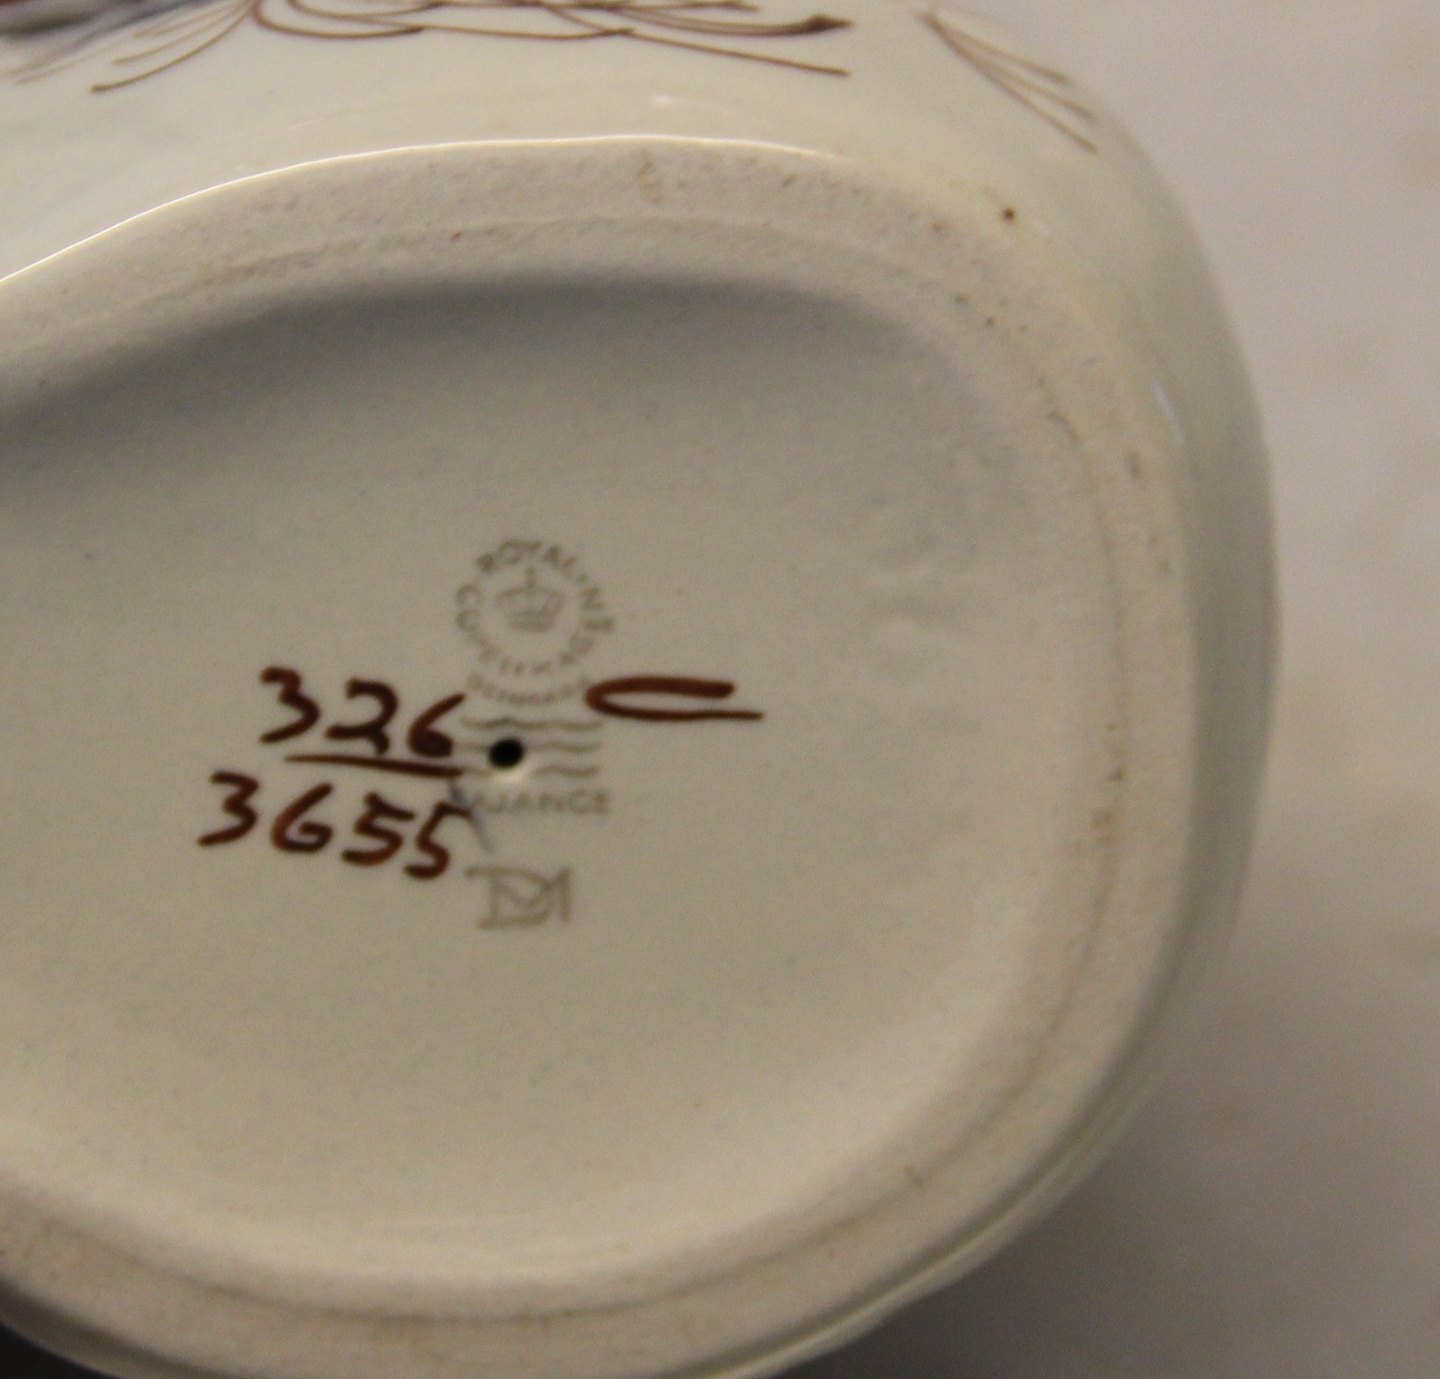 ROYAL
COPENHAGEN
DENMARK
326
FAJANCE
3655